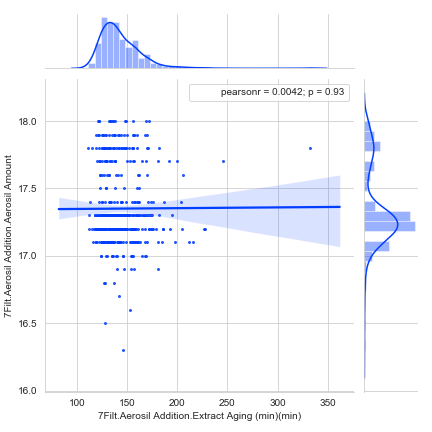 pearsonr = 0.0042; p = 0.93
18.0
17.5
17.0
16.5
16.0
7Filt.Aerosil Addition.Aerosil Amount
100 150 200 250 300 350
7Filt.Aerosil Addition.Extract Aging (min)(min)